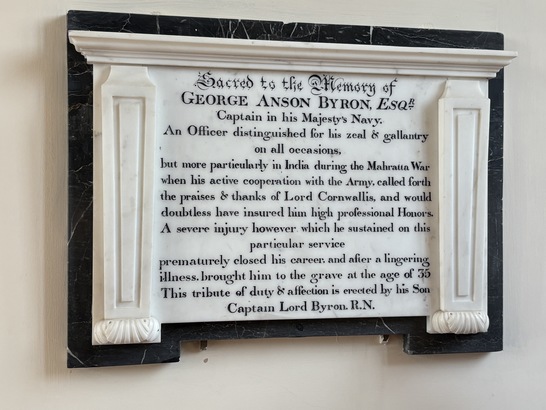 Sacred to the Memory of
GEORGE ANSON BYRON, ESQR
Captain in his Majesty's Navy.
An Officer distinguished for his zeal & gallantry
on all occasions,
but more particularly in India during the Mahratta War
when his active cooperation with the Army, called forth
the praises & thanks of Lord Cornwallis, and would
doubtless have insured him high professional Honors.
A severe injury however which he sustained on this
particular service
prematurely closed his career, and after a lingering
illness, brought him to the grave at the age of 35
This tribute of duty & affection is erected by his Son
Captain Lord Byron. R.N.